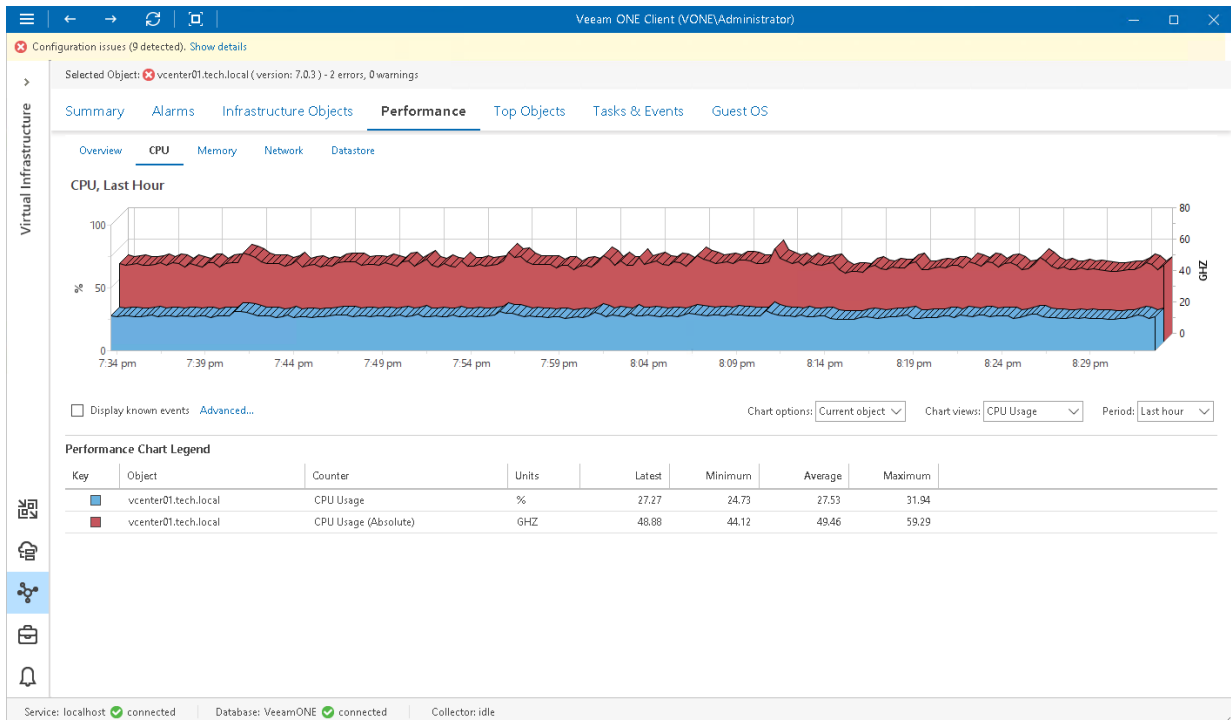 Veeam ONE Client (VONE\Administrator)
Configuration issues (9 detected). Show details
Selected Object: vcenter01.tech.local ( version: 7.0.3 ) - 2 errors, 0 warnings
Virtual Infrastructure
Summary Alarms Infrastructure Objects Performance Top Objects Tasks & Events Guest OS
Overview CPU Memory Network Datastore
CPU, Last Hour
100
50
0
%
80
60
40
20
0
GHZ
7:34 pm 7:39 pm 7:44 pm 7:49 pm 7:54 pm 7:59 pm 8:04 pm 8:09 pm 8:14 pm 8:19 pm 8:24 pm 8:29 pm
Display known events Advanced... Chart options: Current object Chart views: CPU Usage Period: Last hour
Performance Chart Legend
Key Object Counter Units Latest Minimum Average Maximum
vcenter01.tech.local CPU Usage % 27.27 24.73 27.53 31.94
vcenter01.tech.local CPU Usage (Absolute) GHZ 48.88 44.12 49.46 59.29
Service: localhost connected Database: VeeamONE connected Collector: idle